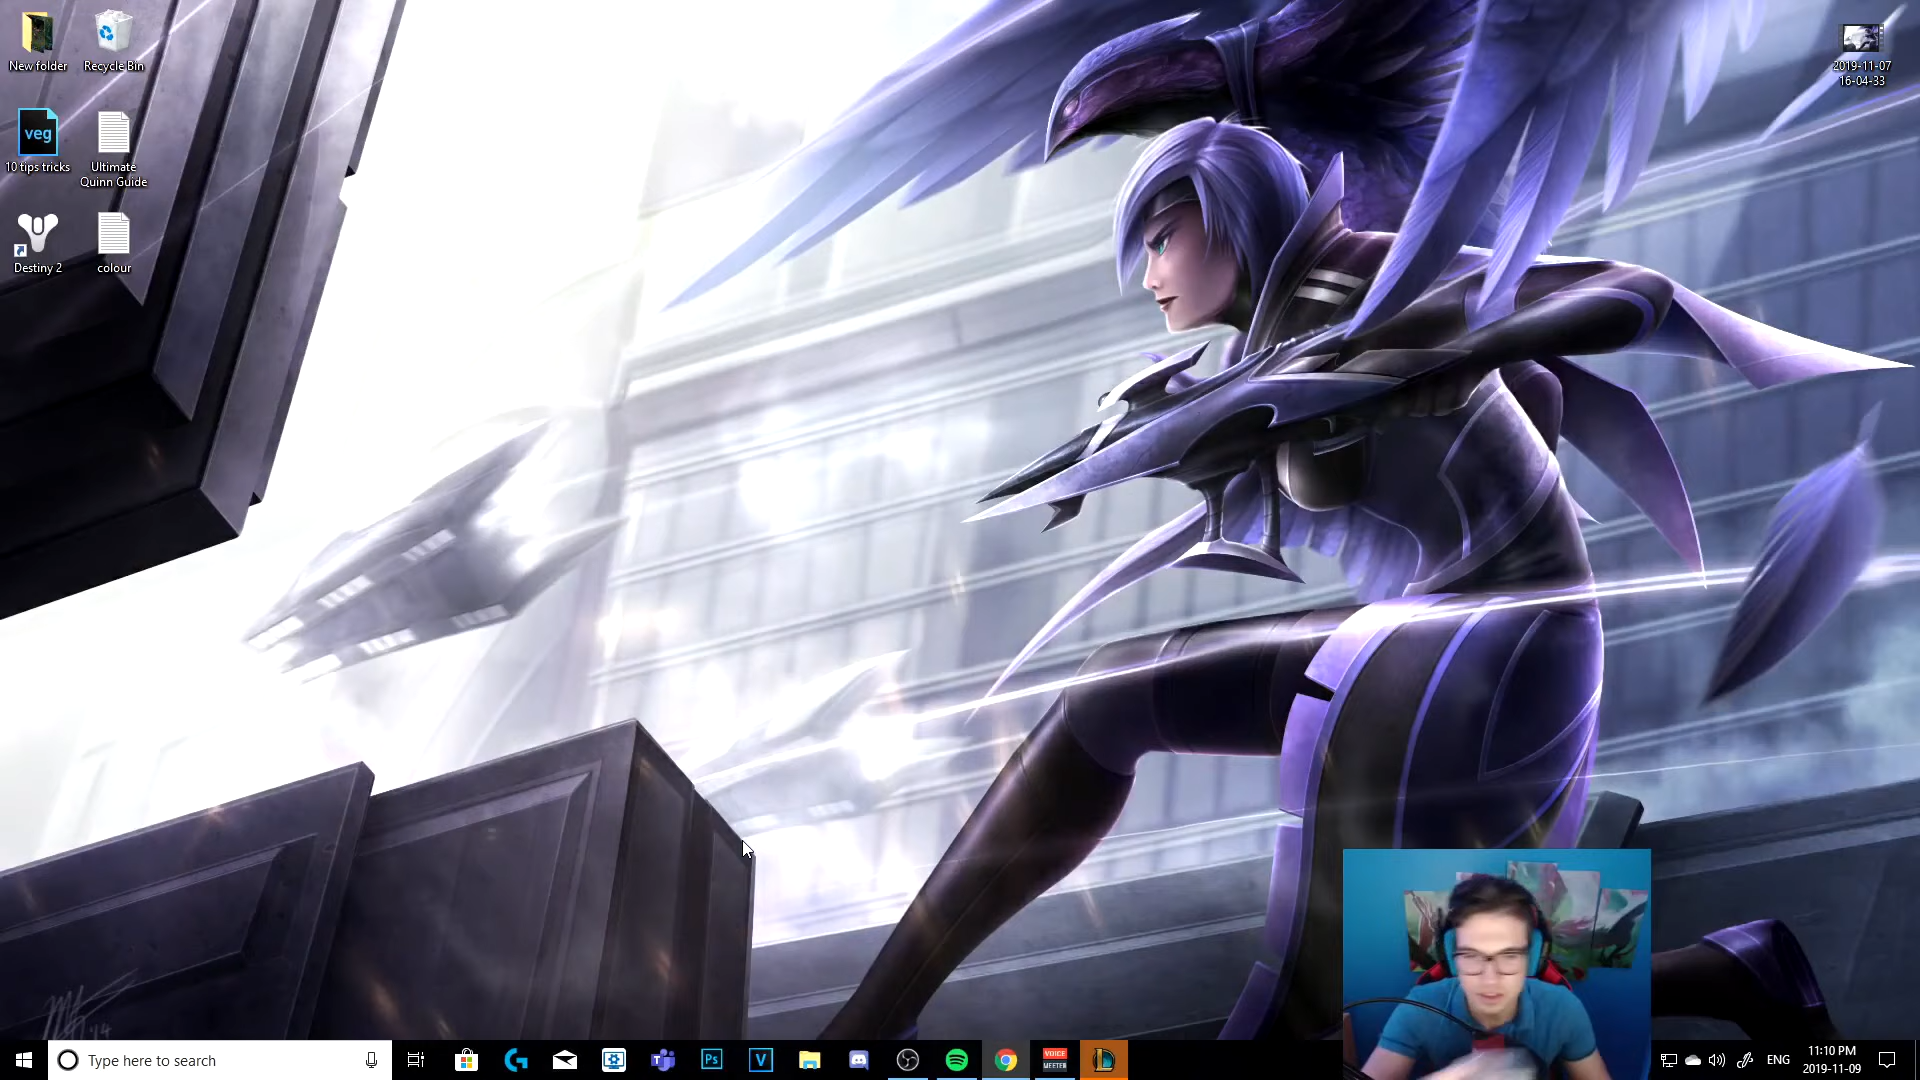 New folder
Recycle Bin
2019-11-07
16-04-33
veg
10 tips tricks
Ultimate
Quinn Guide
Destiny 2
colour
'14
Type here to search
Ps
V
VOICE
MEETER
ENG
11:10 PM
2019-11-09